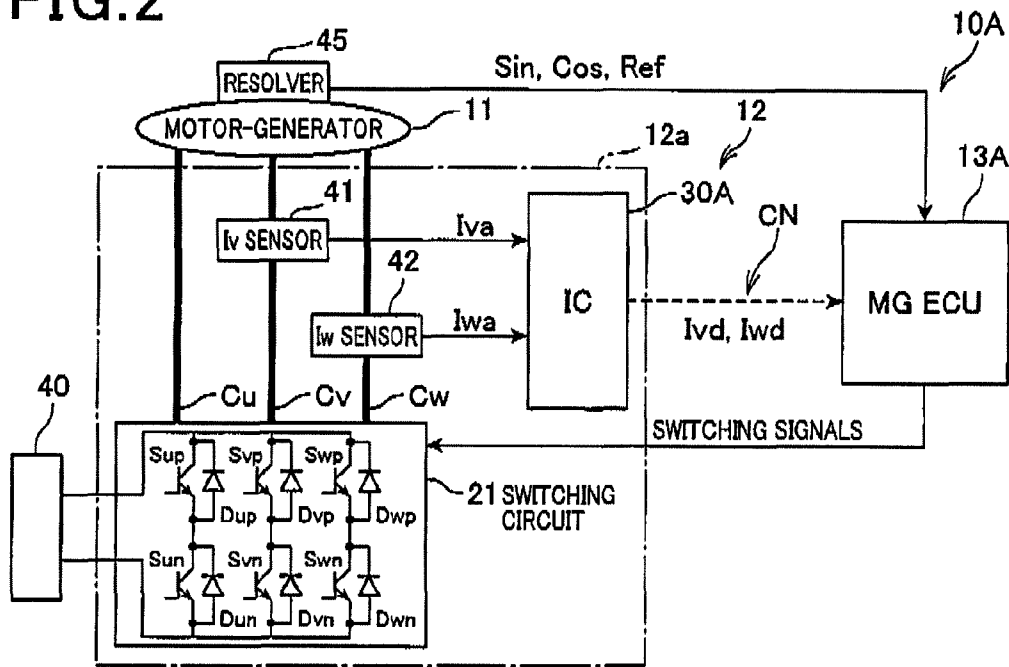 FIG.2
45
10A
RESOLVER
Sin, Cos, Ref
MOTOR-GENERATOR
11
12a
12
13A
41
30A
CN
Iv SENSOR
Iva
42
IC
MG ECU
Iw SENSOR
Iwa
Ivd, Iwd
40
Cu
Cv
Cw
SWITCHING SIGNALS
Sup
Svp
Swp
21 SWITCHING
CIRCUIT
Dup
Dvp
Dwp
Sun
Svn
Swn
Dun
Dvn
Dwn